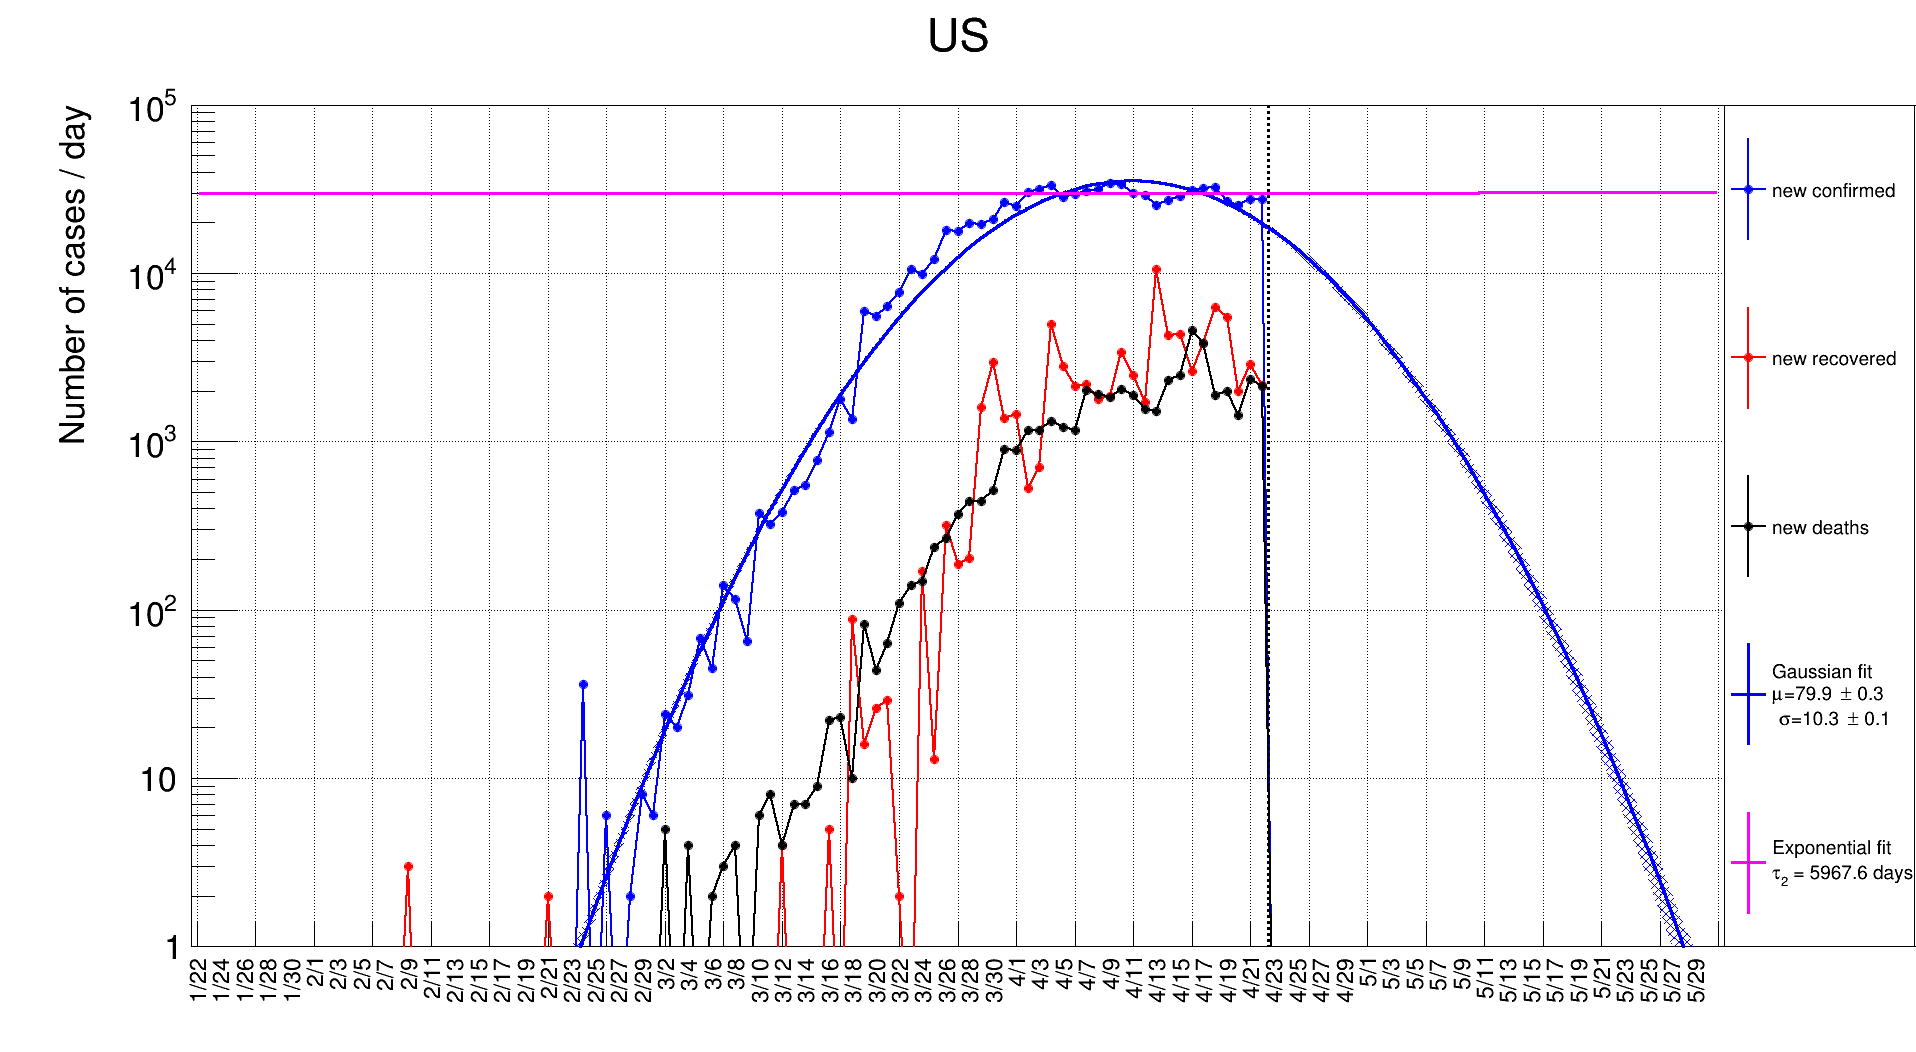 US
Number of cases / day
10^5
10^4
10^3
10^2
10
1
1/22 1/24 1/26 1/28 1/30 2/1 2/3 2/5 2/7 2/9 2/11 2/13 2/15 2/17 2/19 2/21 2/23 2/25 2/27 2/29 3/2 3/4 3/6 3/8 3/10 3/12 3/14 3/16 3/18 3/20 3/22 3/24 3/26 3/28 3/30 4/1 4/3 4/5 4/7 4/9 4/11 4/13 4/15 4/17 4/19 4/21 4/23 4/25 4/27 4/29 5/1 5/3 5/5 5/7 5/9 5/11 5/13 5/15 5/17 5/19 5/21 5/23 5/25 5/27 5/29
new confirmed
new recovered
new deaths
Gaussian fit
μ=79.9 ± 0.3
σ=10.3 ± 0.1
Exponential fit
τ₂ = 5967.6 days